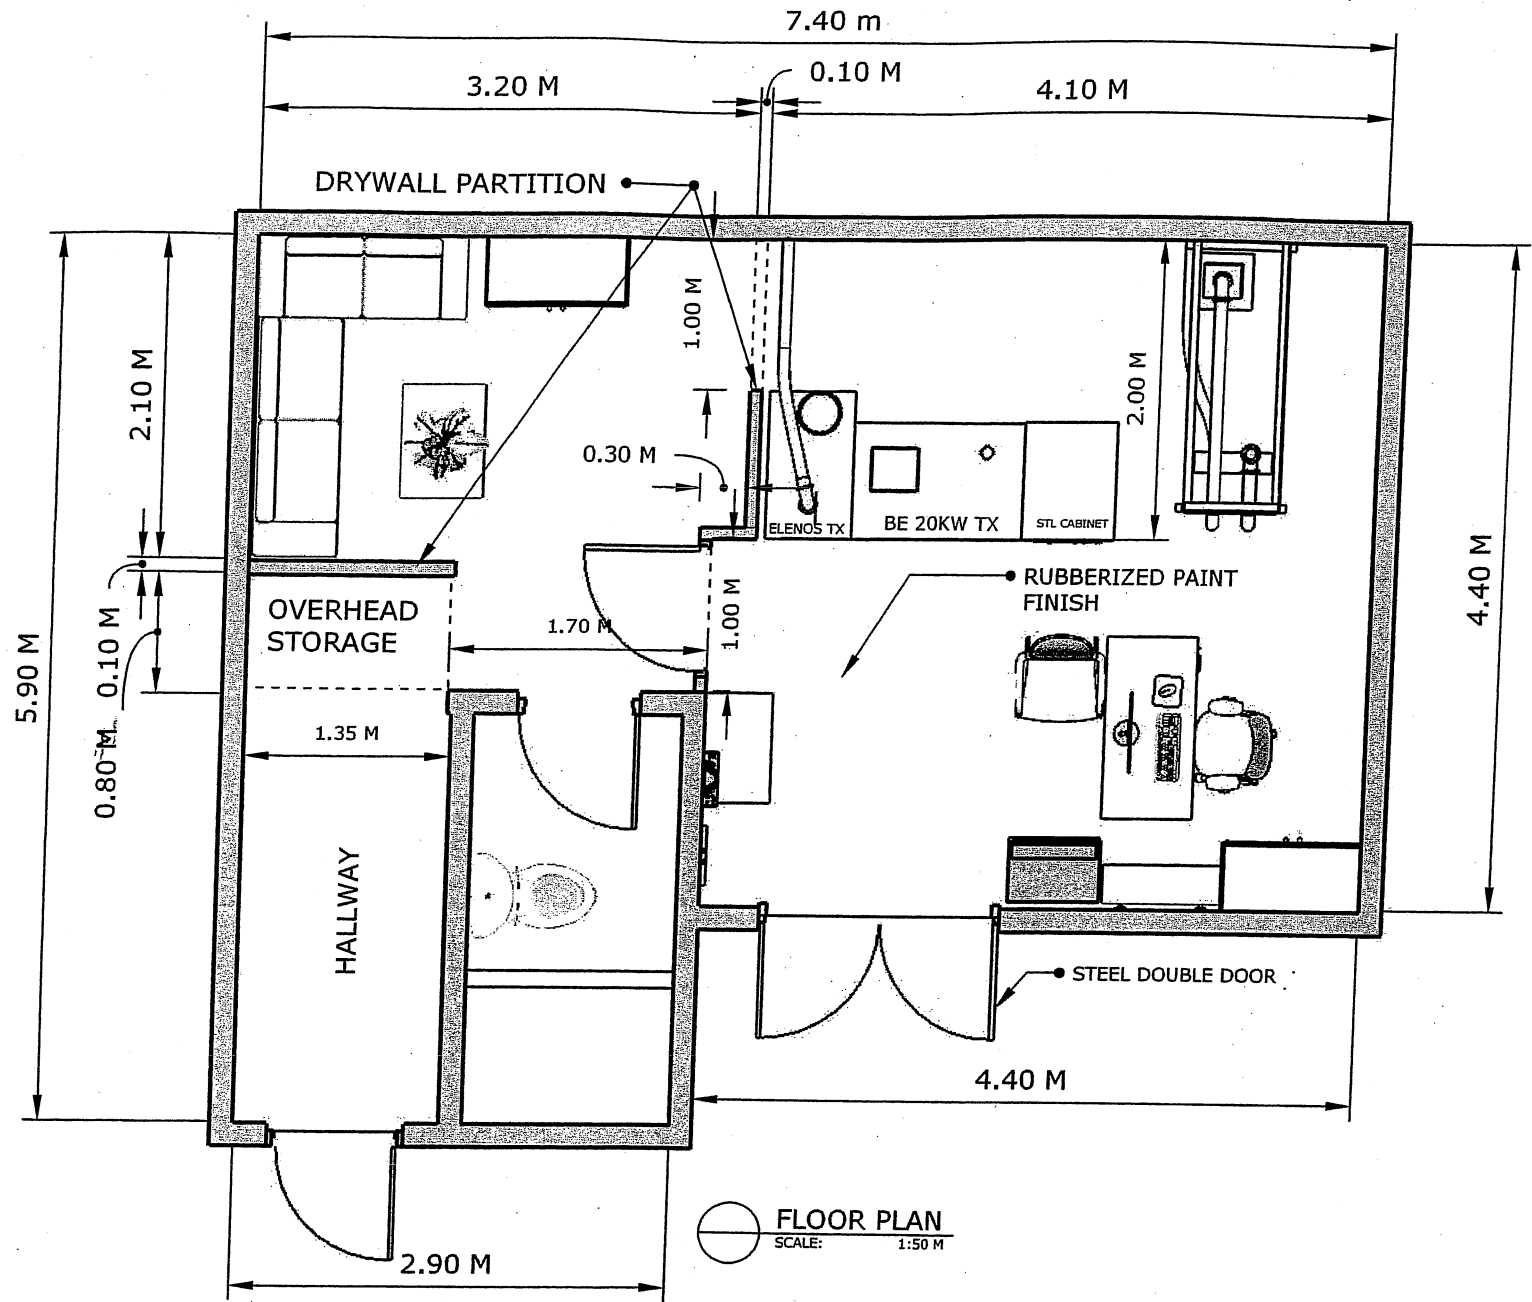 7.40 m
3.20 M
0.10 M
4.10 M
DRYWALL PARTITION
1.00 M
2.10 M
2.00 M
0.30 M
ELENOS TX
BE 20KW TX
STL CABINET
RUBBERIZED PAINT
FINISH
4.40 M
OVERHEAD
STORAGE
1.70 M
1.00 M
0.10 M
5.90 M
0.80 M
1.35 M
HALLWAY
STEEL DOUBLE DOOR
4.40 M
FLOOR PLAN
SCALE: 1:50 M
2.90 M